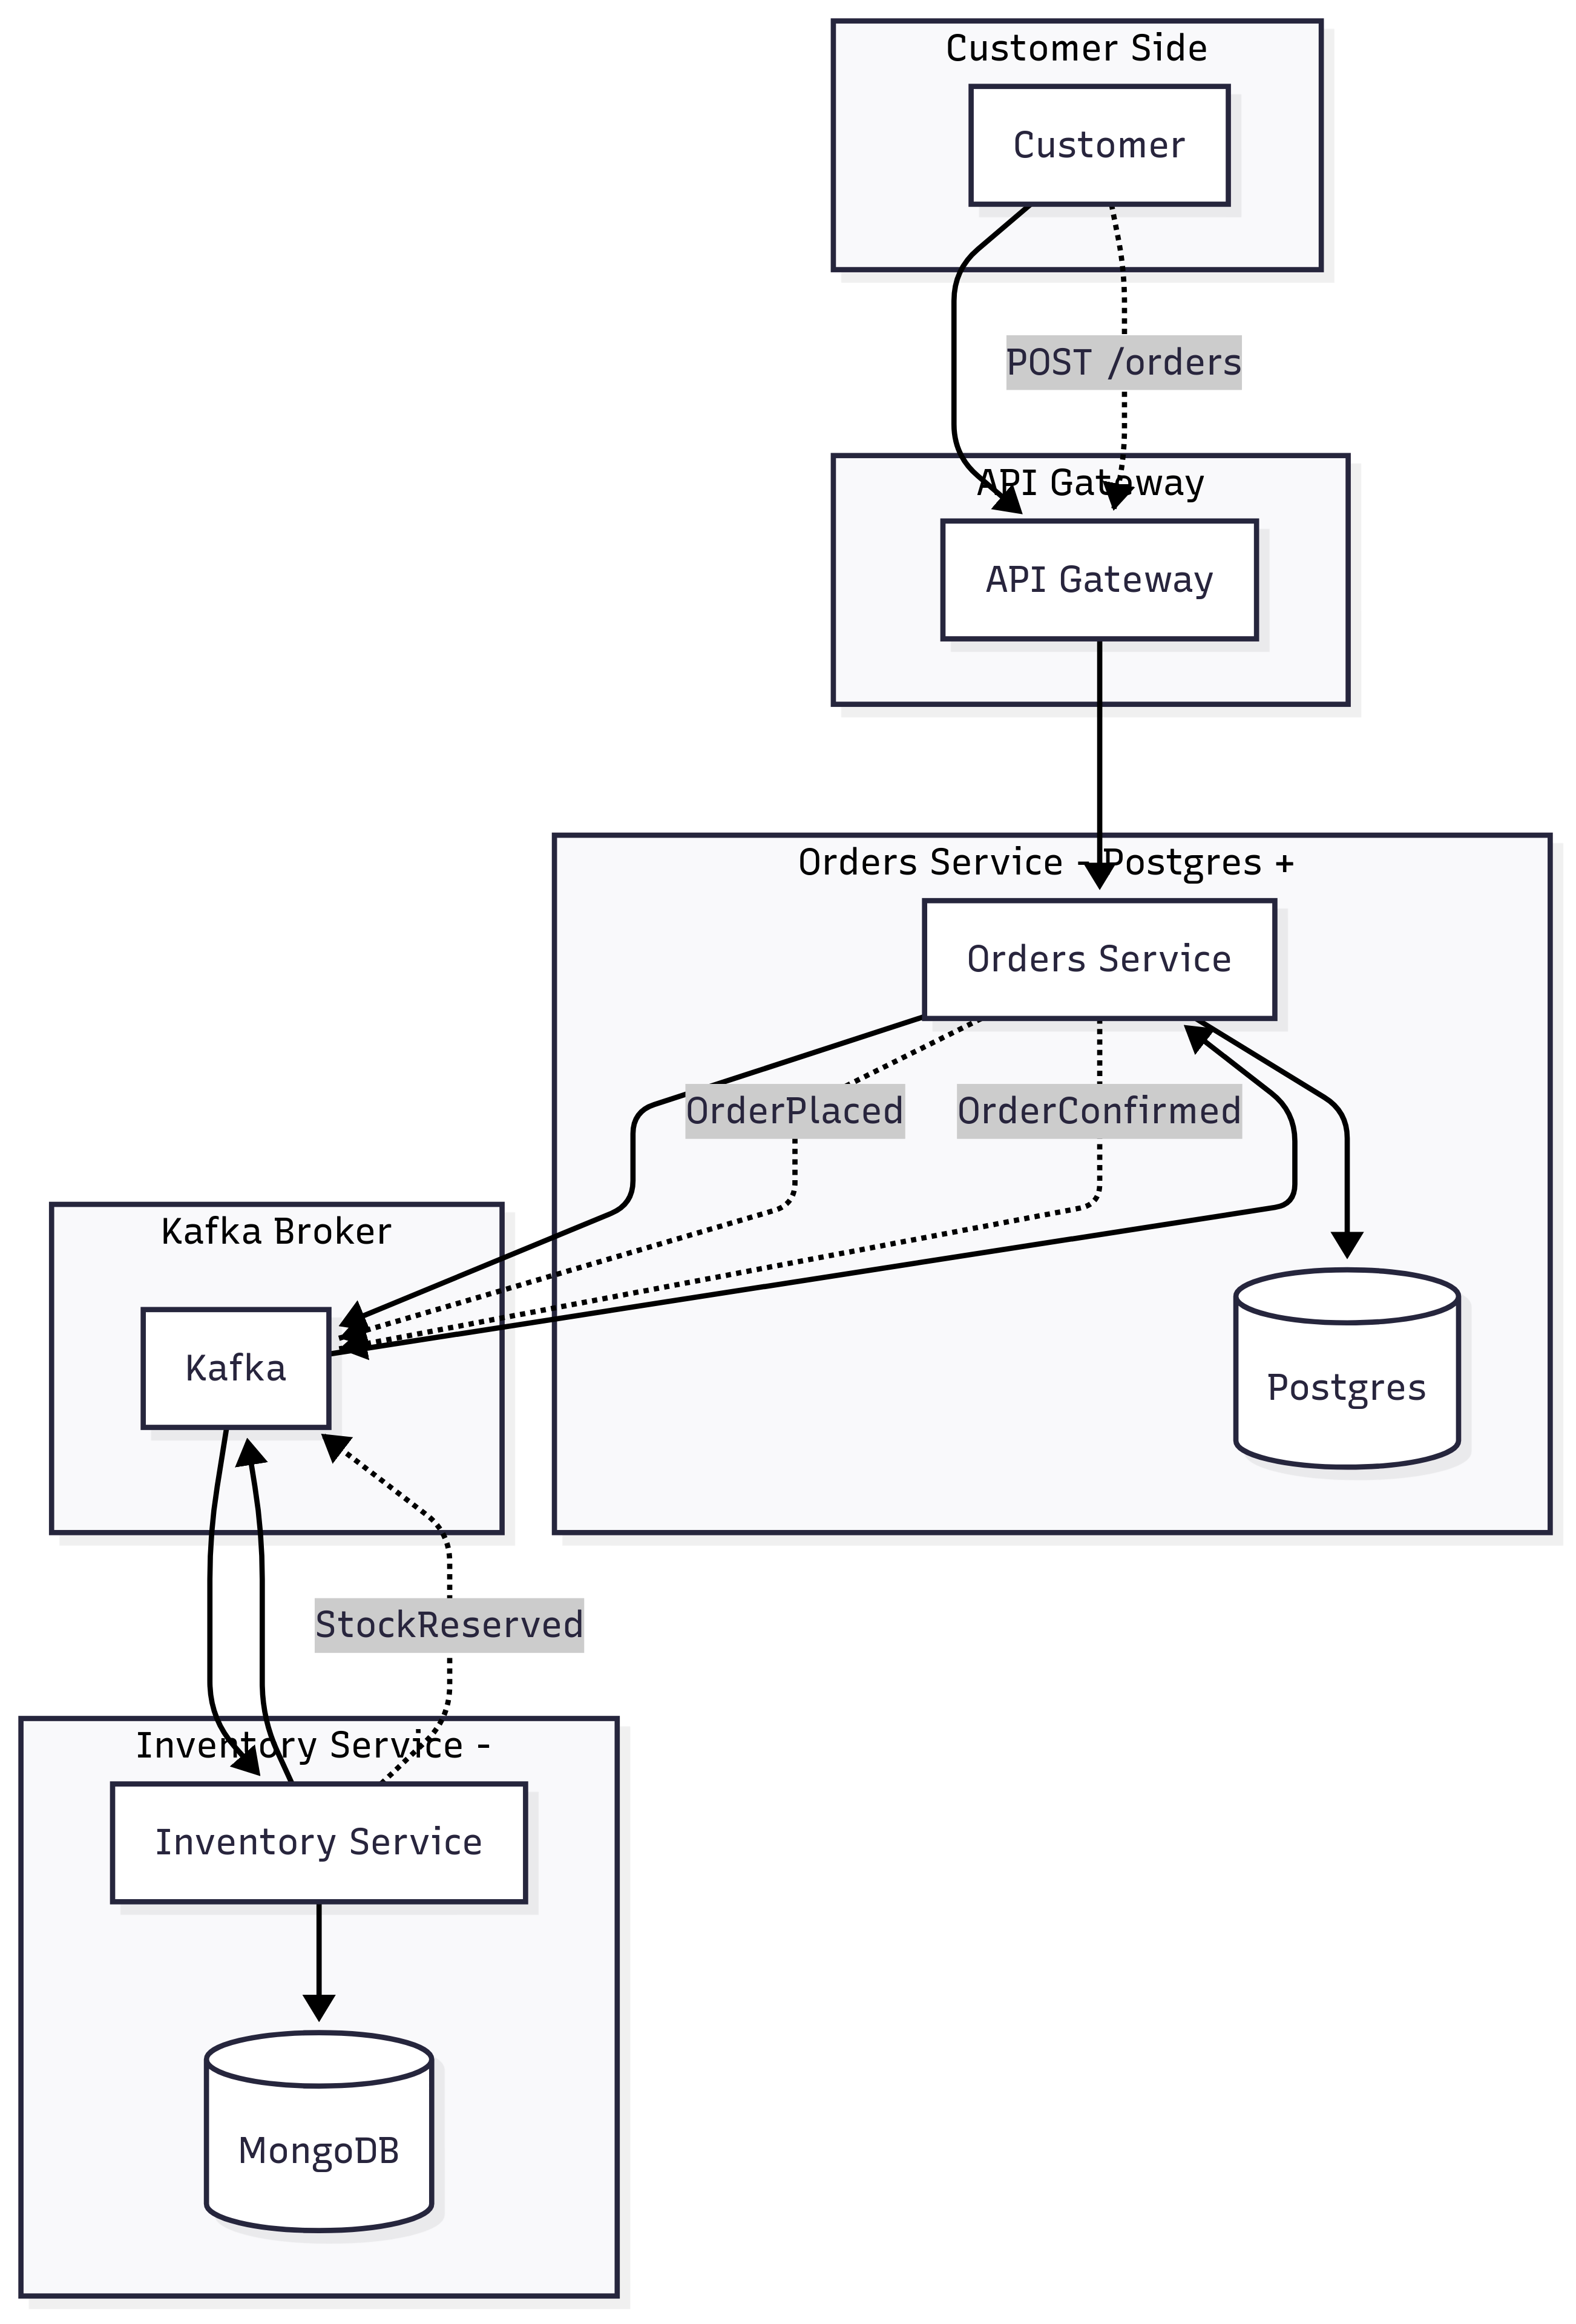 Customer Side
Customer
POST /orders
API Gateway
API Gateway
Orders Service - Postgres +
Orders Service
OrderPlaced
OrderConfirmed
Kafka Broker
Kafka
Postgres
StockReserved
Inventory Service -
Inventory Service
MongoDB